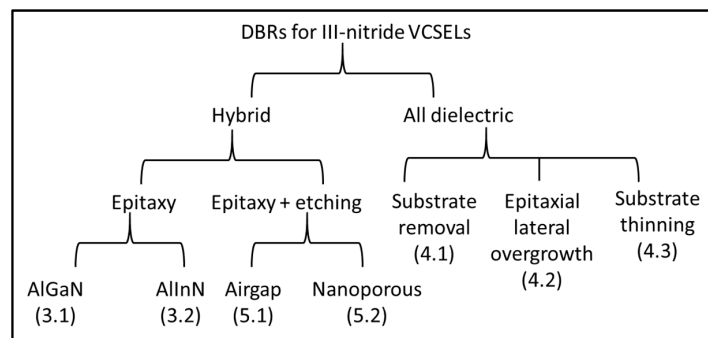 DBRs for III-nitride VCSELs
Hybrid
All dielectric
Epitaxy
Epitaxy + etching
Substrate
removal
(4.1)
Epitaxial
lateral
overgrowth
(4.2)
Substrate
thinning
(4.3)
AlGaN
(3.1)
AlInN
(3.2)
Airgap
(5.1)
Nanoporous
(5.2)